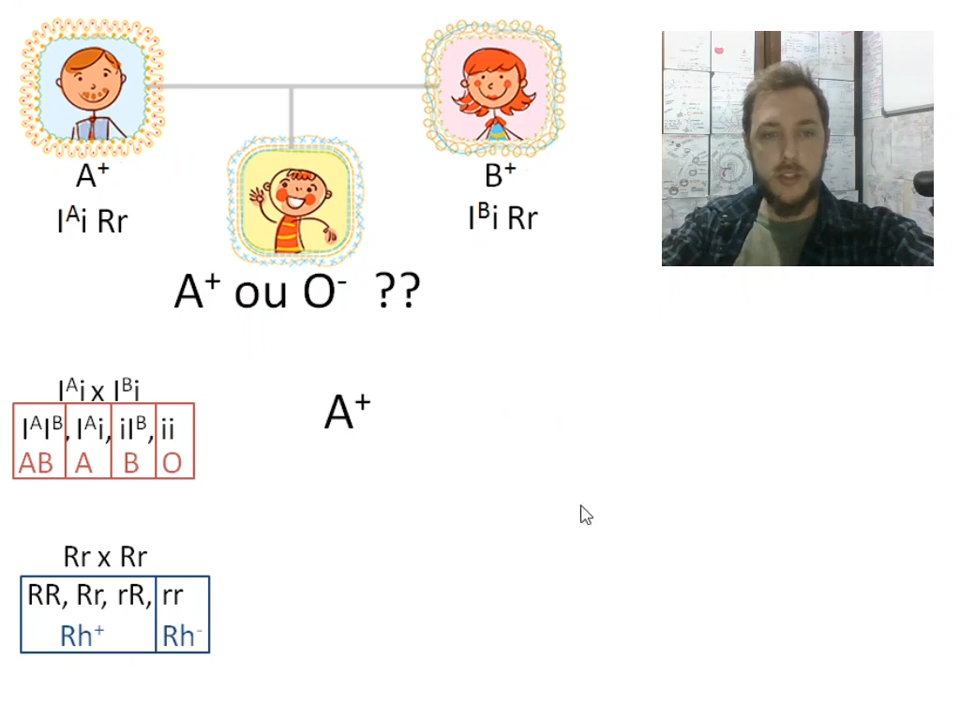 A⁺
Iᴬi Rr
B⁺
Iᴮi Rr
A⁺ ou O⁻ ??
Iᴬi x Iᴮi
IᴬIᴮ, Iᴬi, iIᴮ, ii
AB A B O
A⁺
Rr x Rr
RR, Rr, rR, rr
Rh⁺ Rh⁻